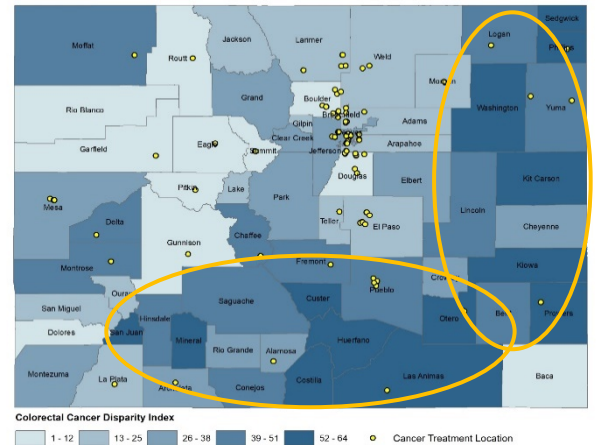 Sedgwick
Moffat
Routt
Jackson
Larimer
Weld
Logan
Phillips
Morgan
Grand
Boulder
Broomfield
Washington
Yuma
Rio Blanco
Gilpin
Adams
Clear Creek
Garfield
Eagle
Summit
Jefferson
Arapahoe
Douglas
Kit Carson
Pitkin
Lake
Elbert
Mesa
Park
Lincoln
Delta
Teller
El Paso
Cheyenne
Chaffee
Gunnison
Montrose
Fremont
Kiowa
Crowley
Ouray
Pueblo
Saguache
Custer
San Miguel
Hinsdale
Otero
Bent
Prowers
Dolores
San Juan
Mineral
Huerfano
Rio Grande
Alamosa
Montezuma
La Plata
Archuleta
Conejos
Costilla
Las Animas
Baca
Colorectal Cancer Disparity Index
1 - 12 13 - 25 26 - 38 39 - 51 52 - 64 Cancer Treatment Location